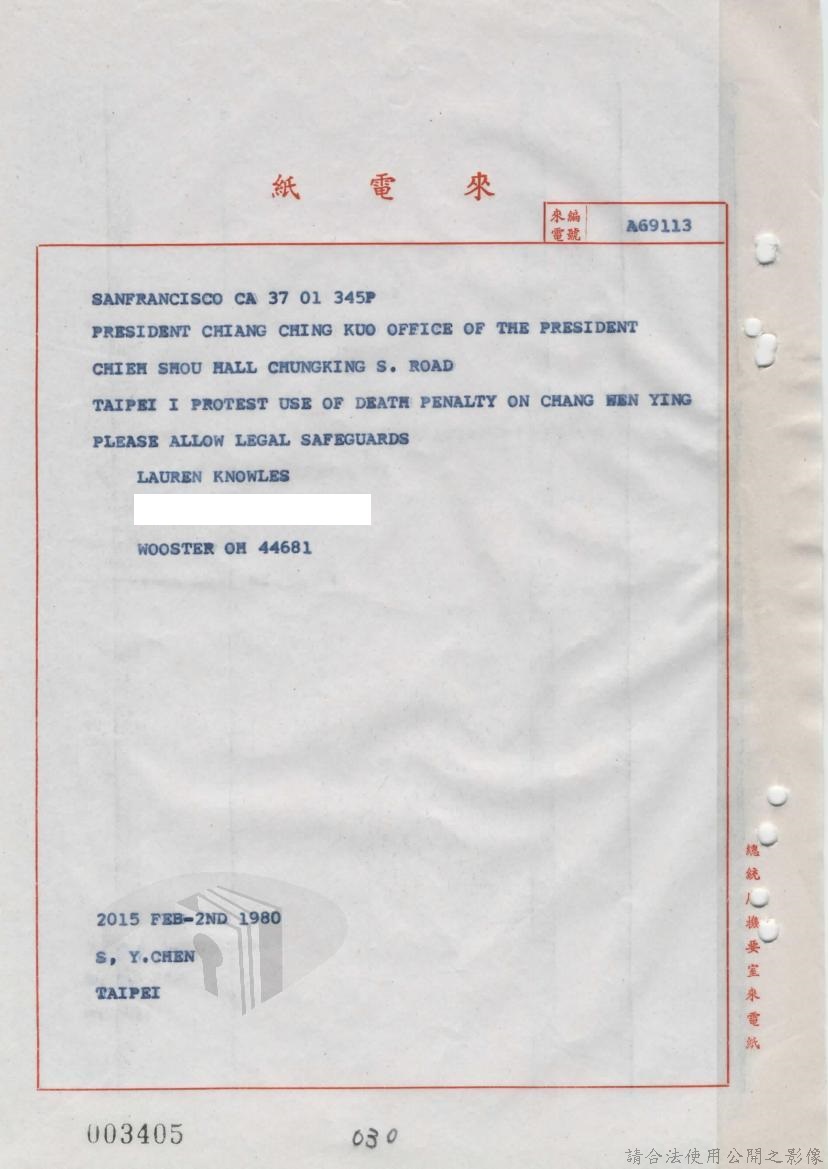 來電紙
來電編號 A69113
SANFRANCISCO CA 37 01 345P
PRESIDENT CHIANG CHING KUO OFFICE OF THE PRESIDENT
CHIEH SHOU HALL CHUNGKING S. ROAD
TAIPEI I PROTEST USE OF DEATH PENALTY ON CHANG WEN YING
PLEASE ALLOW LEGAL SAFEGUARDS
LAUREN KNOWLES
WOOSTER OH 44681
2015 FEB-2ND 1980
S, Y.CHEN
TAIPEI
總統 機要室來電紙
003405
030
請合法使用公開之影像